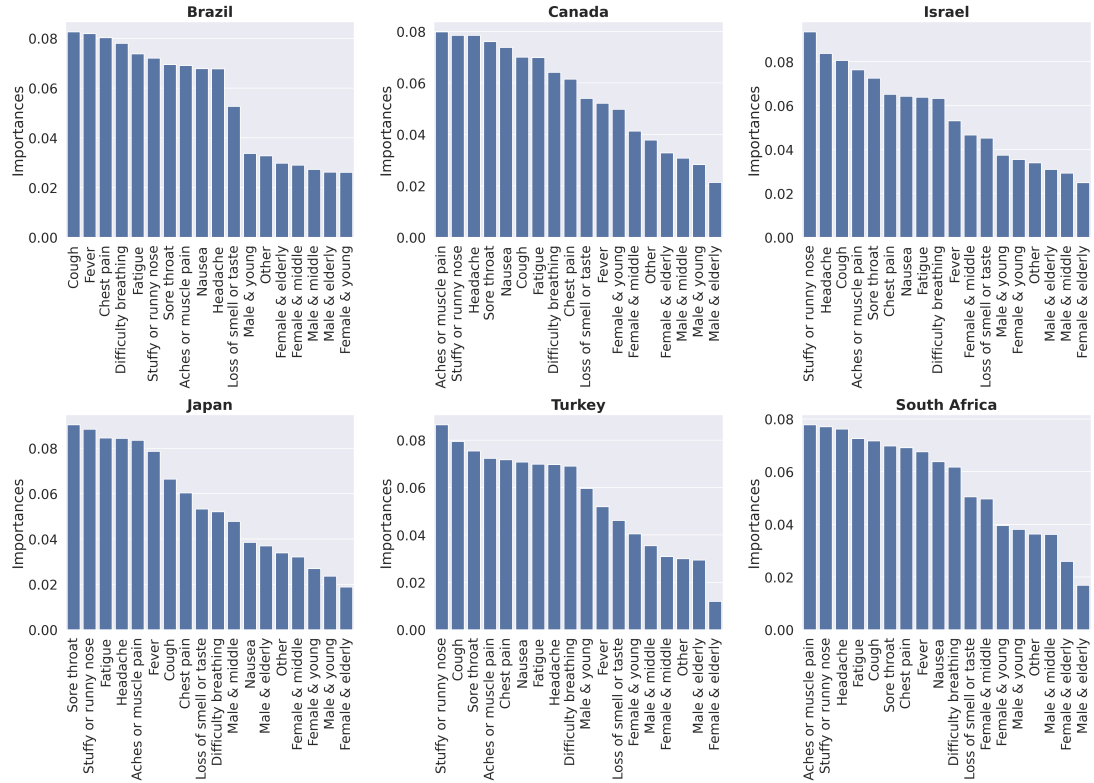 Brazil
Importances
0.08
0.06
0.04
0.02
0.00
Cough
Fever
Chest pain
Difficulty breathing
Fatigue
Stuffy or runny nose
Sore throat
Aches or muscle pain
Nausea
Headache
Loss of smell or taste
Male & young
Other
Female & elderly
Female & middle
Male & middle
Male & elderly
Female & young
Canada
Importances
0.08
0.06
0.04
0.02
0.00
Aches or muscle pain
Stuffy or runny nose
Headache
Sore throat
Nausea
Cough
Fatigue
Difficulty breathing
Chest pain
Loss of smell or taste
Fever
Female & young
Female & middle
Other
Female & elderly
Male & middle
Male & young
Male & elderly
Israel
Importances
0.08
0.06
0.04
0.02
0.00
Stuffy or runny nose
Headache
Cough
Aches or muscle pain
Sore throat
Chest pain
Nausea
Fatigue
Difficulty breathing
Fever
Female & middle
Loss of smell or taste
Male & young
Female & young
Other
Male & elderly
Male & middle
Female & elderly
Japan
Importances
0.08
0.06
0.04
0.02
0.00
Sore throat
Stuffy or runny nose
Fatigue
Headache
Aches or muscle pain
Fever
Cough
Chest pain
Loss of smell or taste
Difficulty breathing
Male & middle
Nausea
Male & elderly
Other
Female & middle
Female & young
Male & young
Female & elderly
Turkey
Importances
0.08
0.06
0.04
0.02
0.00
Stuffy or runny nose
Cough
Sore throat
Aches or muscle pain
Chest pain
Nausea
Fatigue
Headache
Difficulty breathing
Male & young
Fever
Loss of smell or taste
Female & young
Male & middle
Female & middle
Other
Male & elderly
Female & elderly
South Africa
Importances
0.08
0.06
0.04
0.02
0.00
Aches or muscle pain
Stuffy or runny nose
Headache
Fatigue
Cough
Sore throat
Chest pain
Fever
Nausea
Difficulty breathing
Loss of smell or taste
Female & middle
Female & young
Male & young
Other
Male & middle
Female & elderly
Male & elderly